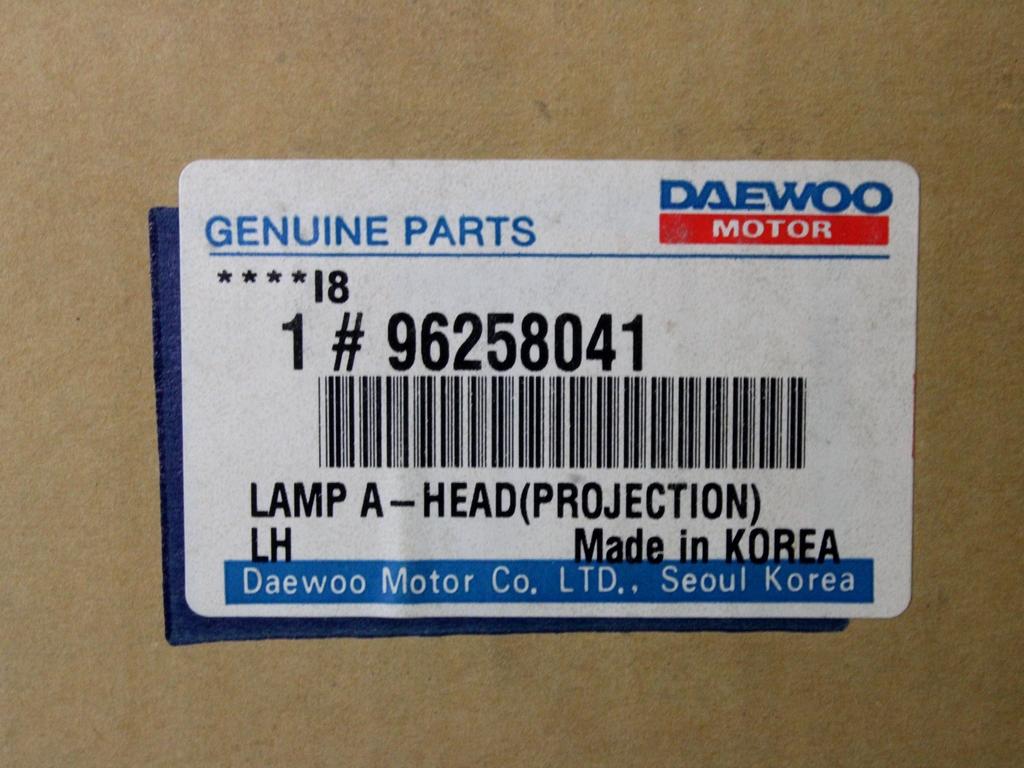 DAEWOO
MOTOR
GENUINE PARTS
****18
1 # 96258041
LAMP A-HEAD(PROJECTION)
LH Made in KOREA
Daewoo Motor Co. LTD., Seoul Korea